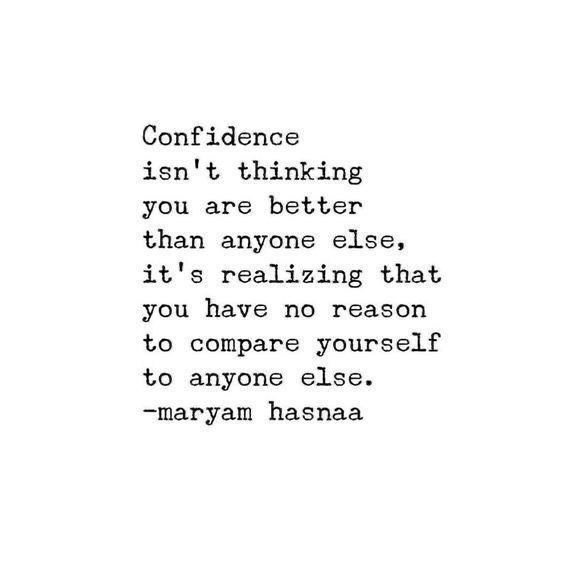 Confidence
isn't thinking
you are better
than anyone else,
it's realizing that
you have no reason
to compare yourself
to anyone else.
-maryam hasnaa